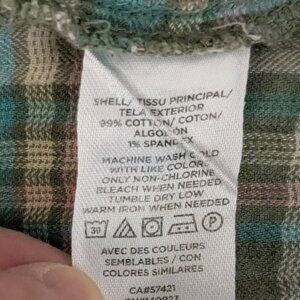 SHELL/ TISSU PRINCIPAL/
TELA EXTERIOR
99% COTTON/ COTON/
ALGODÓN
1% SPANDEX
MACHINE WASH COLD
WITH LIKE COLORS
ONLY NON-CHLORINE
BLEACH WHEN NEEDED
TUMBLE DRY LOW
WARM IRON WHEN NEEDED
30 P
AVEC DES COULEURS
SEMBLABLES / CON
COLORES SIMILARES
CA#57421